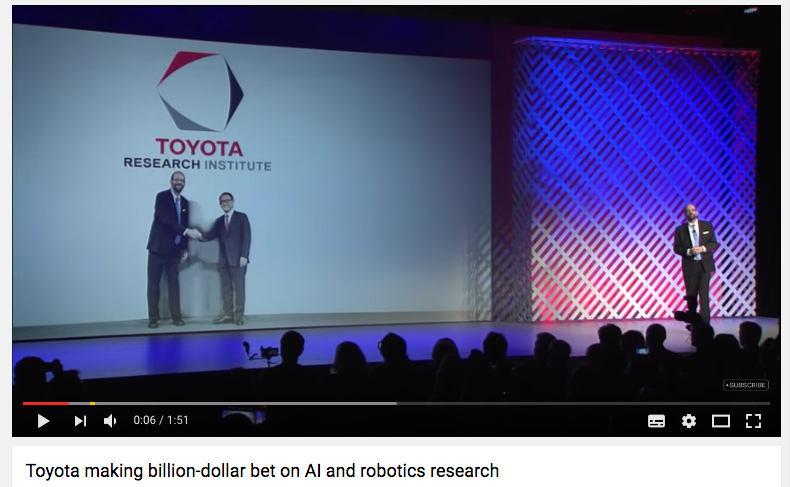 TOYOTA
RESEARCH INSTITUTE
SUBSCRIBE
0:06 / 1:51
Toyota making billion-dollar bet on AI and robotics research